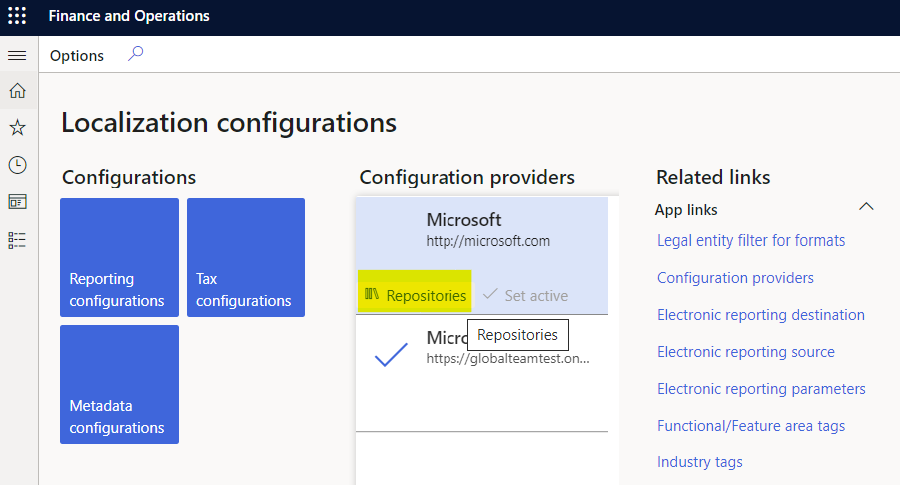 Finance and Operations
Options
Localization configurations
Configurations
Reporting
configurations
Tax
configurations
Metadata
configurations
Configuration providers
Microsoft
http://microsoft.com
Repositories
Set active
Repositories
Micro
https://globalteamtest.on...
Related links
App links
Legal entity filter for formats
Configuration providers
Electronic reporting destination
Electronic reporting source
Electronic reporting parameters
Functional/Feature area tags
Industry tags